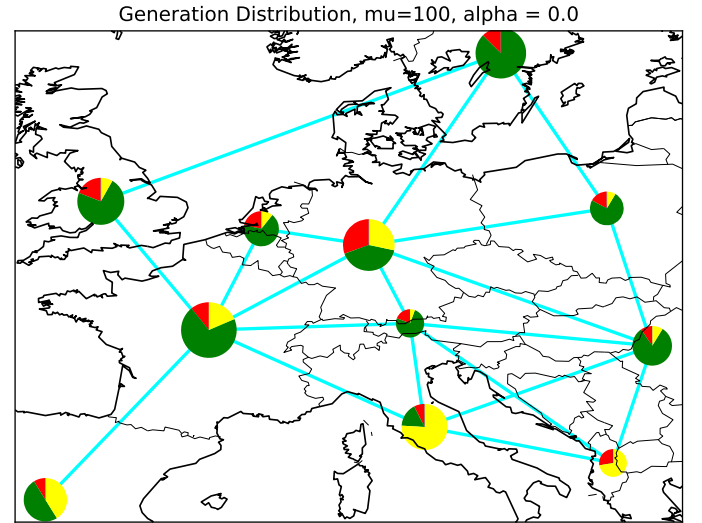 Generation Distribution, mu=100, alpha = 0.0